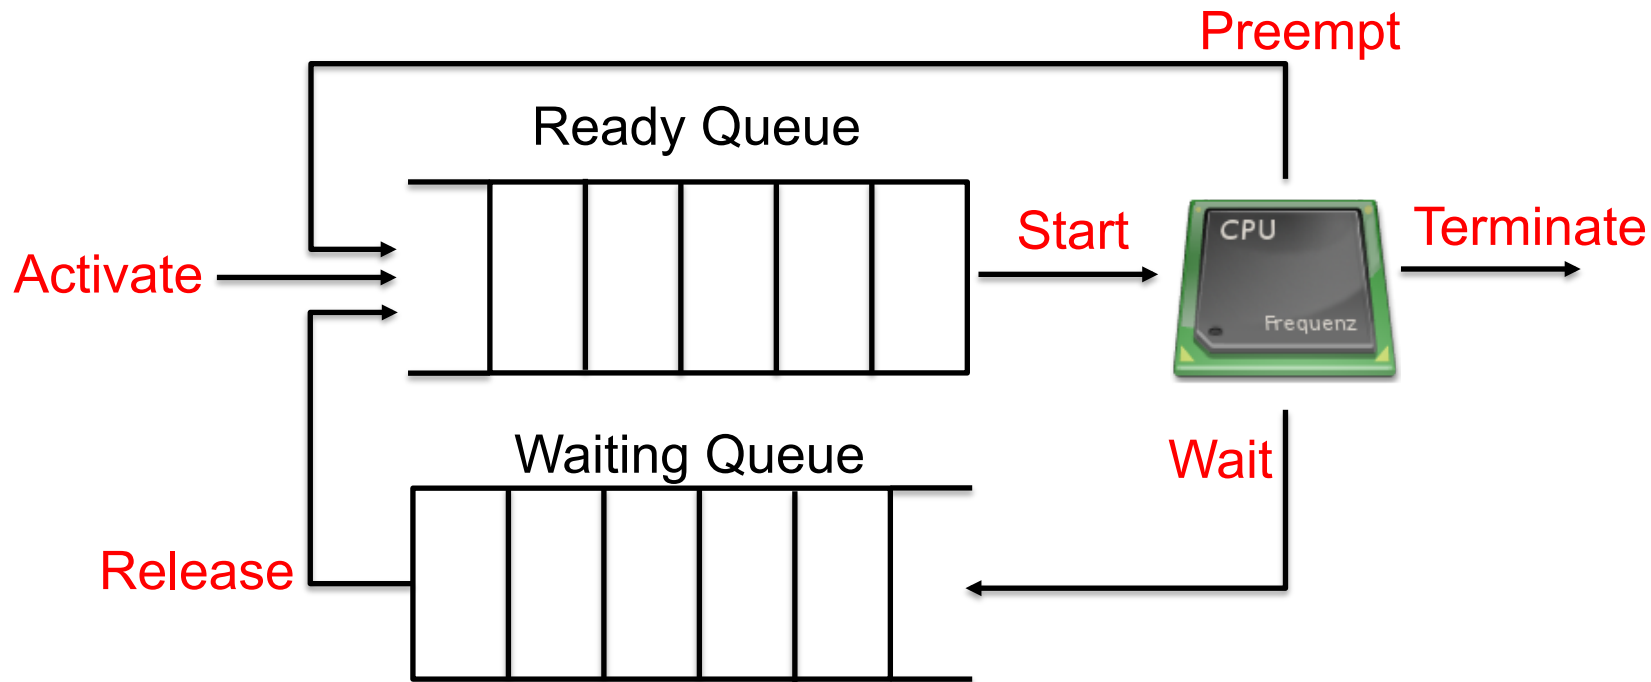 Preempt
Ready Queue
Activate
Start
CPU
Frequenz
Terminate
Waiting Queue
Wait
Release